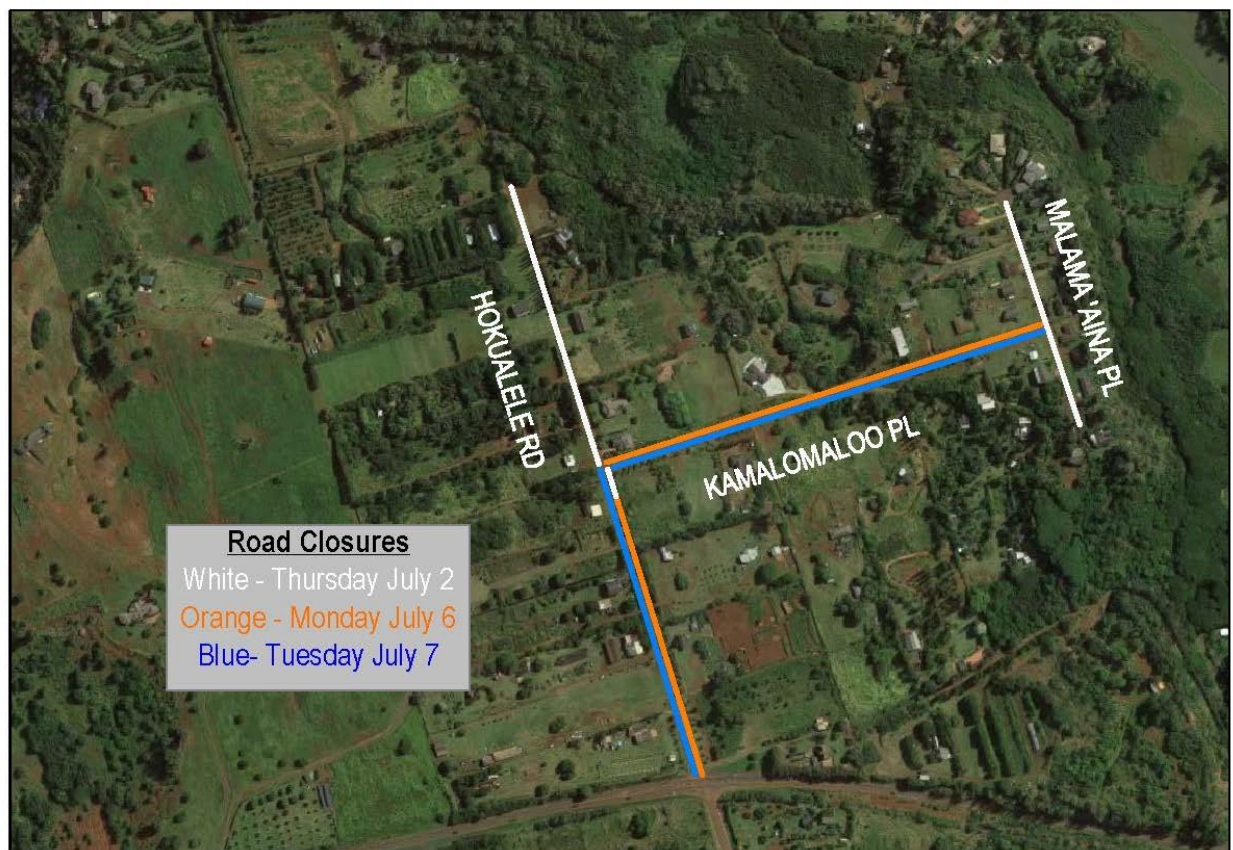 HOKUALELE RD
MALAMA 'AINA PL
KAMALOMALOO PL
Road Closures
White - Thursday July 2
Orange - Monday July 6
Blue- Tuesday July 7